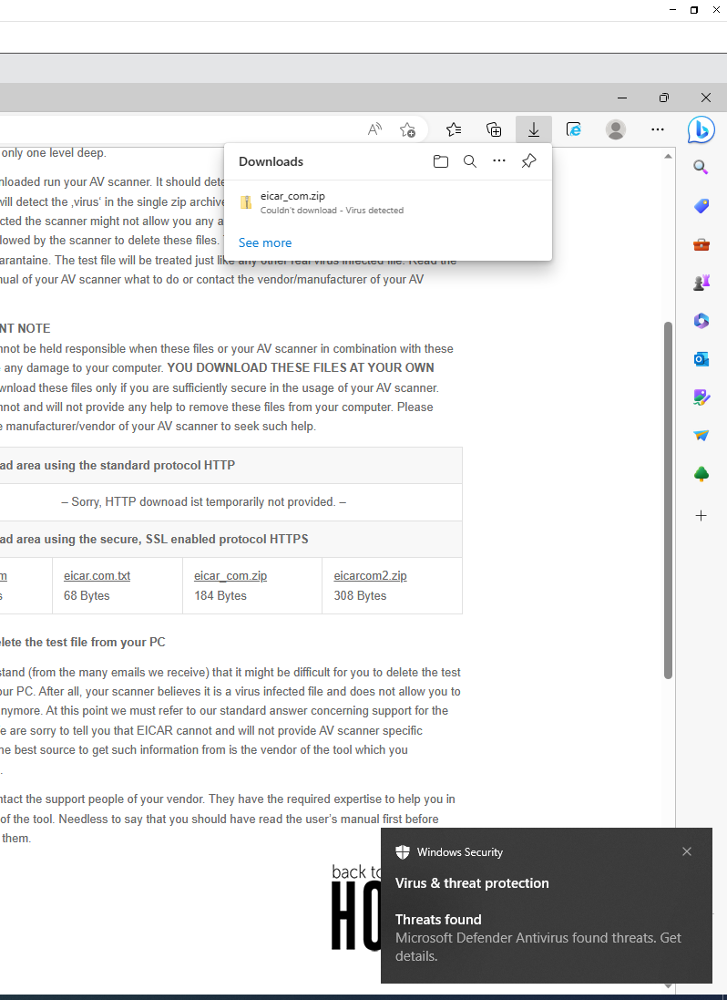 only one level deep.
Downloads
eicar_com.zip
Couldn't download - Virus detected
See more
nloaded run your AV scanner. It should dete
will detect the ‚virus‘ in the single zip archive
cted the scanner might not allow you any a
lowed by the scanner to delete these files.
arantaine. The test file will be treated just like any other real virus infected file. Read the
nual of your AV scanner what to do or contact the vendor/manufacturer of your AV
NT NOTE
nnot be held responsible when these files or your AV scanner in combination with these
any damage to your computer. YOU DOWNLOAD THESE FILES AT YOUR OWN
wnload these files only if you are sufficiently secure in the usage of your AV scanner.
nnot and will not provide any help to remove these files from your computer. Please
e manufacturer/vendor of your AV scanner to seek such help.
ad area using the standard protocol HTTP
– Sorry, HTTP downoad ist temporarily not provided. –
ad area using the secure, SSL enabled protocol HTTPS
m eicar.com.txt eicar_com.zip eicarcom2.zip
s 68 Bytes 184 Bytes 308 Bytes
elete the test file from your PC
stand (from the many emails we receive) that it might be difficult for you to delete the test
our PC. After all, your scanner believes it is a virus infected file and does not allow you to
nymore. At this point we must refer to our standard answer concerning support for the
e are sorry to tell you that EICAR cannot and will not provide AV scanner specific
he best source to get such information from is the vendor of the tool which you
.
ntact the support people of your vendor. They have the required expertise to help you in
of the tool. Needless to say that you should have read the user's manual first before
them.
back to
HO
Windows Security
Virus & threat protection
Threats found
Microsoft Defender Antivirus found threats. Get
details.